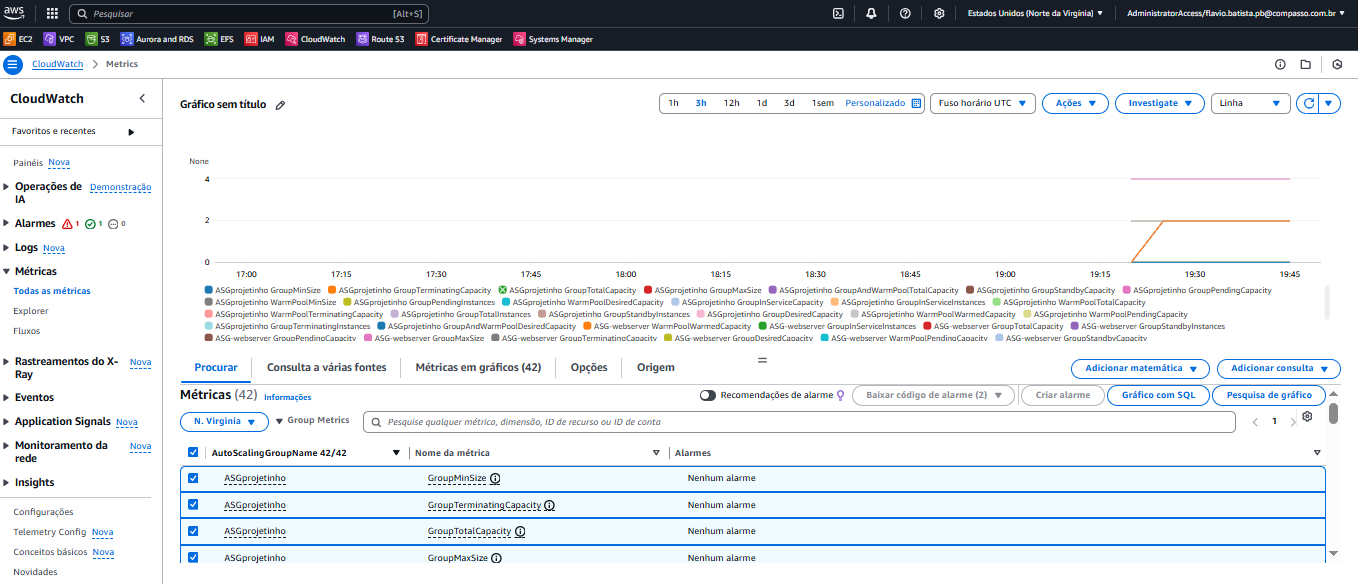 aws Pesquisar [Alt+S] Estados Unidos (Norte da Virgínia) AdministratorAccess/flavio.batista.pb@compasso.com.br
EC2 VPC S3 Aurora and RDS EFS IAM CloudWatch Route 53 Certificate Manager Systems Manager
CloudWatch Metrics
CloudWatch
Favoritos e recentes
Painéis Nova
Operações de IA Demonstração
Alarmes 1 1 0
Logs Nova
Métricas
Todas as métricas
Explorer
Fluxos
Rastreamentos do X-Ray Nova
Eventos
Application Signals Nova
Monitoramento da rede Nova
Insights
Configurações
Telemetry Config Nova
Conceitos básicos Nova
Novidades
Gráfico sem título 1h 3h 12h 1d 3d 1sem Personalizado Fuso horário UTC Ações Investigate Linha
None
4
2
0
17:00 17:15 17:30 17:45 18:00 18:15 18:30 18:45 19:00 19:15 19:30 19:45
ASGprojetinho GroupMinSize ASGprojetinho GroupTerminatingCapacity ASGprojetinho GroupTotalCapacity ASGprojetinho GroupMaxSize ASGprojetinho GroupAndWarmPoolTotalCapacity ASGprojetinho GroupStandbyCapacity ASGprojetinho GroupPendingCapacity
ASGprojetinho WarmPoolMinSize ASGprojetinho GroupPendingInstances ASGprojetinho WarmPoolDesiredCapacity ASGprojetinho GroupInServiceCapacity ASGprojetinho GroupInServiceInstances ASGprojetinho WarmPoolTotalCapacity
ASGprojetinho WarmPoolTerminatingCapacity ASGprojetinho GroupTotalInstances ASGprojetinho GroupStandbyInstances ASGprojetinho GroupDesiredCapacity ASGprojetinho WarmPoolWarmedCapacity ASGprojetinho WarmPoolPendingCapacity
ASGprojetinho GroupTerminatingInstances ASGprojetinho GroupAndWarmPoolDesiredCapacity ASG-webserver WarmPoolWarmedCapacity ASG-webserver GroupInServiceInstances ASG-webserver GroupTotalCapacity ASG-webserver GroupStandbyInstances
ASG-webserver GroupPendingCapacity ASG-webserver GroupMaxSize ASG-webserver GroupTerminatingCapacity ASG-webserver GroupDesiredCapacity ASG-webserver WarmPoolPendingCapacity ASG-webserver GroupStandbyCapacity
Procurar Consulta a várias fontes Métricas em gráficos (42) Opções Origem Adicionar matemática Adicionar consulta
Métricas (42) Informações Recomendações de alarme Baixar código de alarme (2) Criar alarme Gráfico com SQL Pesquisa de gráfico
N. Virginia Group Metrics Pesquise qualquer métrica, dimensão, ID de recurso ou ID de conta 1
AutoScalingGroupName 42/42 Nome da métrica Alarmes
ASGprojetinho GroupMinSize Nenhum alarme
ASGprojetinho GroupTerminatingCapacity Nenhum alarme
ASGprojetinho GroupTotalCapacity Nenhum alarme
ASGprojetinho GroupMaxSize Nenhum alarme